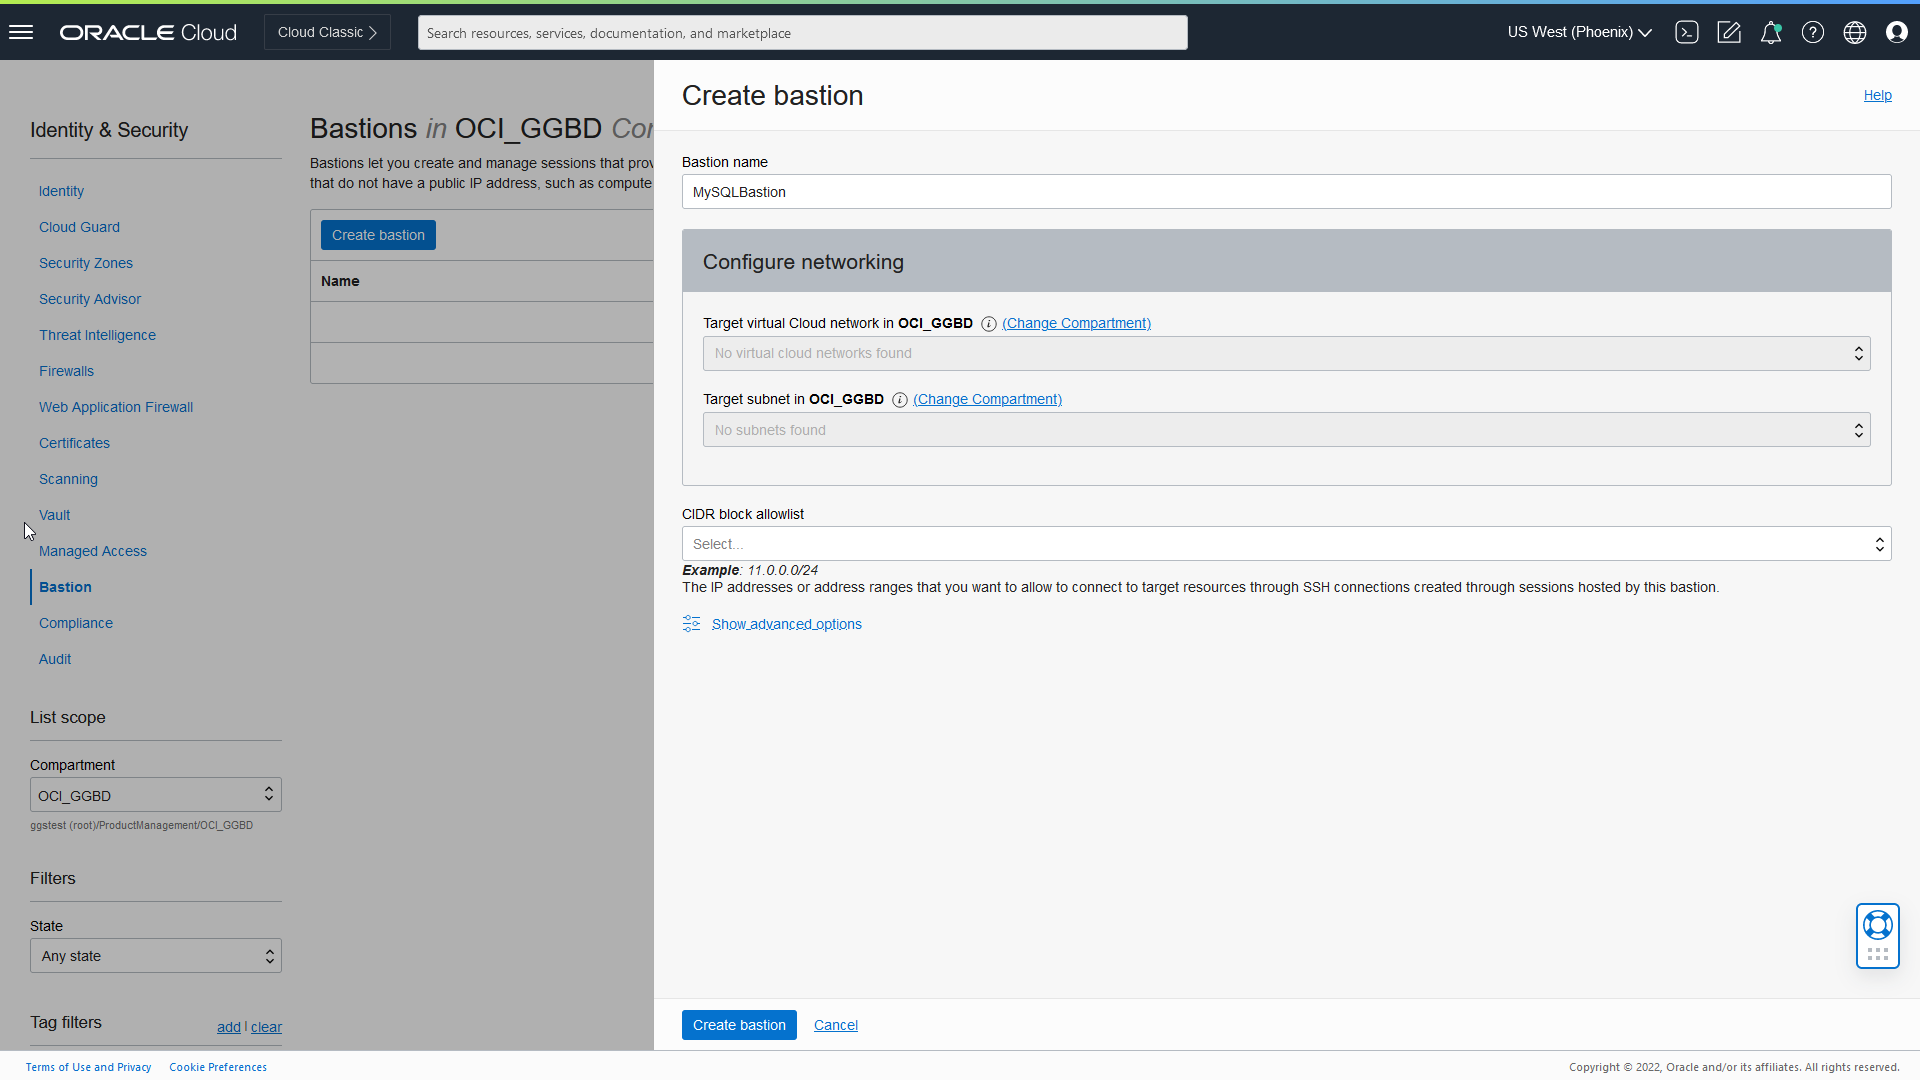 ORACLE Cloud
Cloud Classic
Search resources, services, documentation, and marketplace
US West (Phoenix)
Identity & Security
Identity
Cloud Guard
Security Zones
Security Advisor
Threat Intelligence
Firewalls
Web Application Firewall
Certificates
Scanning
Vault
Managed Access
Bastion
Compliance
Audit
List scope
Compartment
OCI_GGBD
ggstest (root)/ProductManagement/OCI_GGBD
Filters
State
Any state
Tag filters
add | clear
Bastions in OCI_GGBD
Bastions let you create and manage sessions that
that do not have a public IP address, such as compute
Create bastion
Name
Create bastion
Help
Bastion name
MySQLBastion
Configure networking
Target virtual Cloud network in OCI_GGBD (Change Compartment)
No virtual cloud networks found
Target subnet in OCI_GGBD (Change Compartment)
No subnets found
CIDR block allowlist
Select...
Example: 11.0.0.0/24
The IP addresses or address ranges that you want to allow to connect to target resources through SSH connections created through sessions hosted by this bastion.
Show advanced options
Create bastion
Cancel
Terms of Use and Privacy
Cookie Preferences
Copyright © 2022, Oracle and/or its affiliates. All rights reserved.